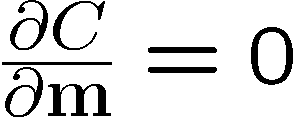 ∂C/∂𝐦 = 0